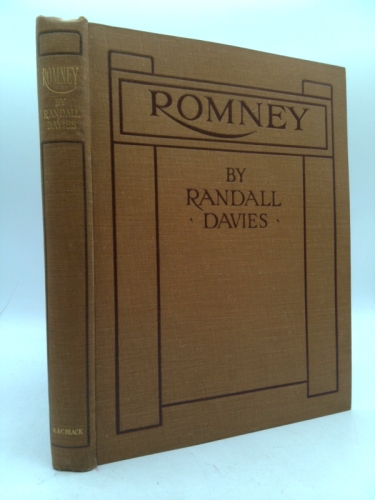 ROMNEY
BY
RANDALL
DAVIES
A & C BLACK
ROMNEY
BY
RANDALL
· DAVIES ·